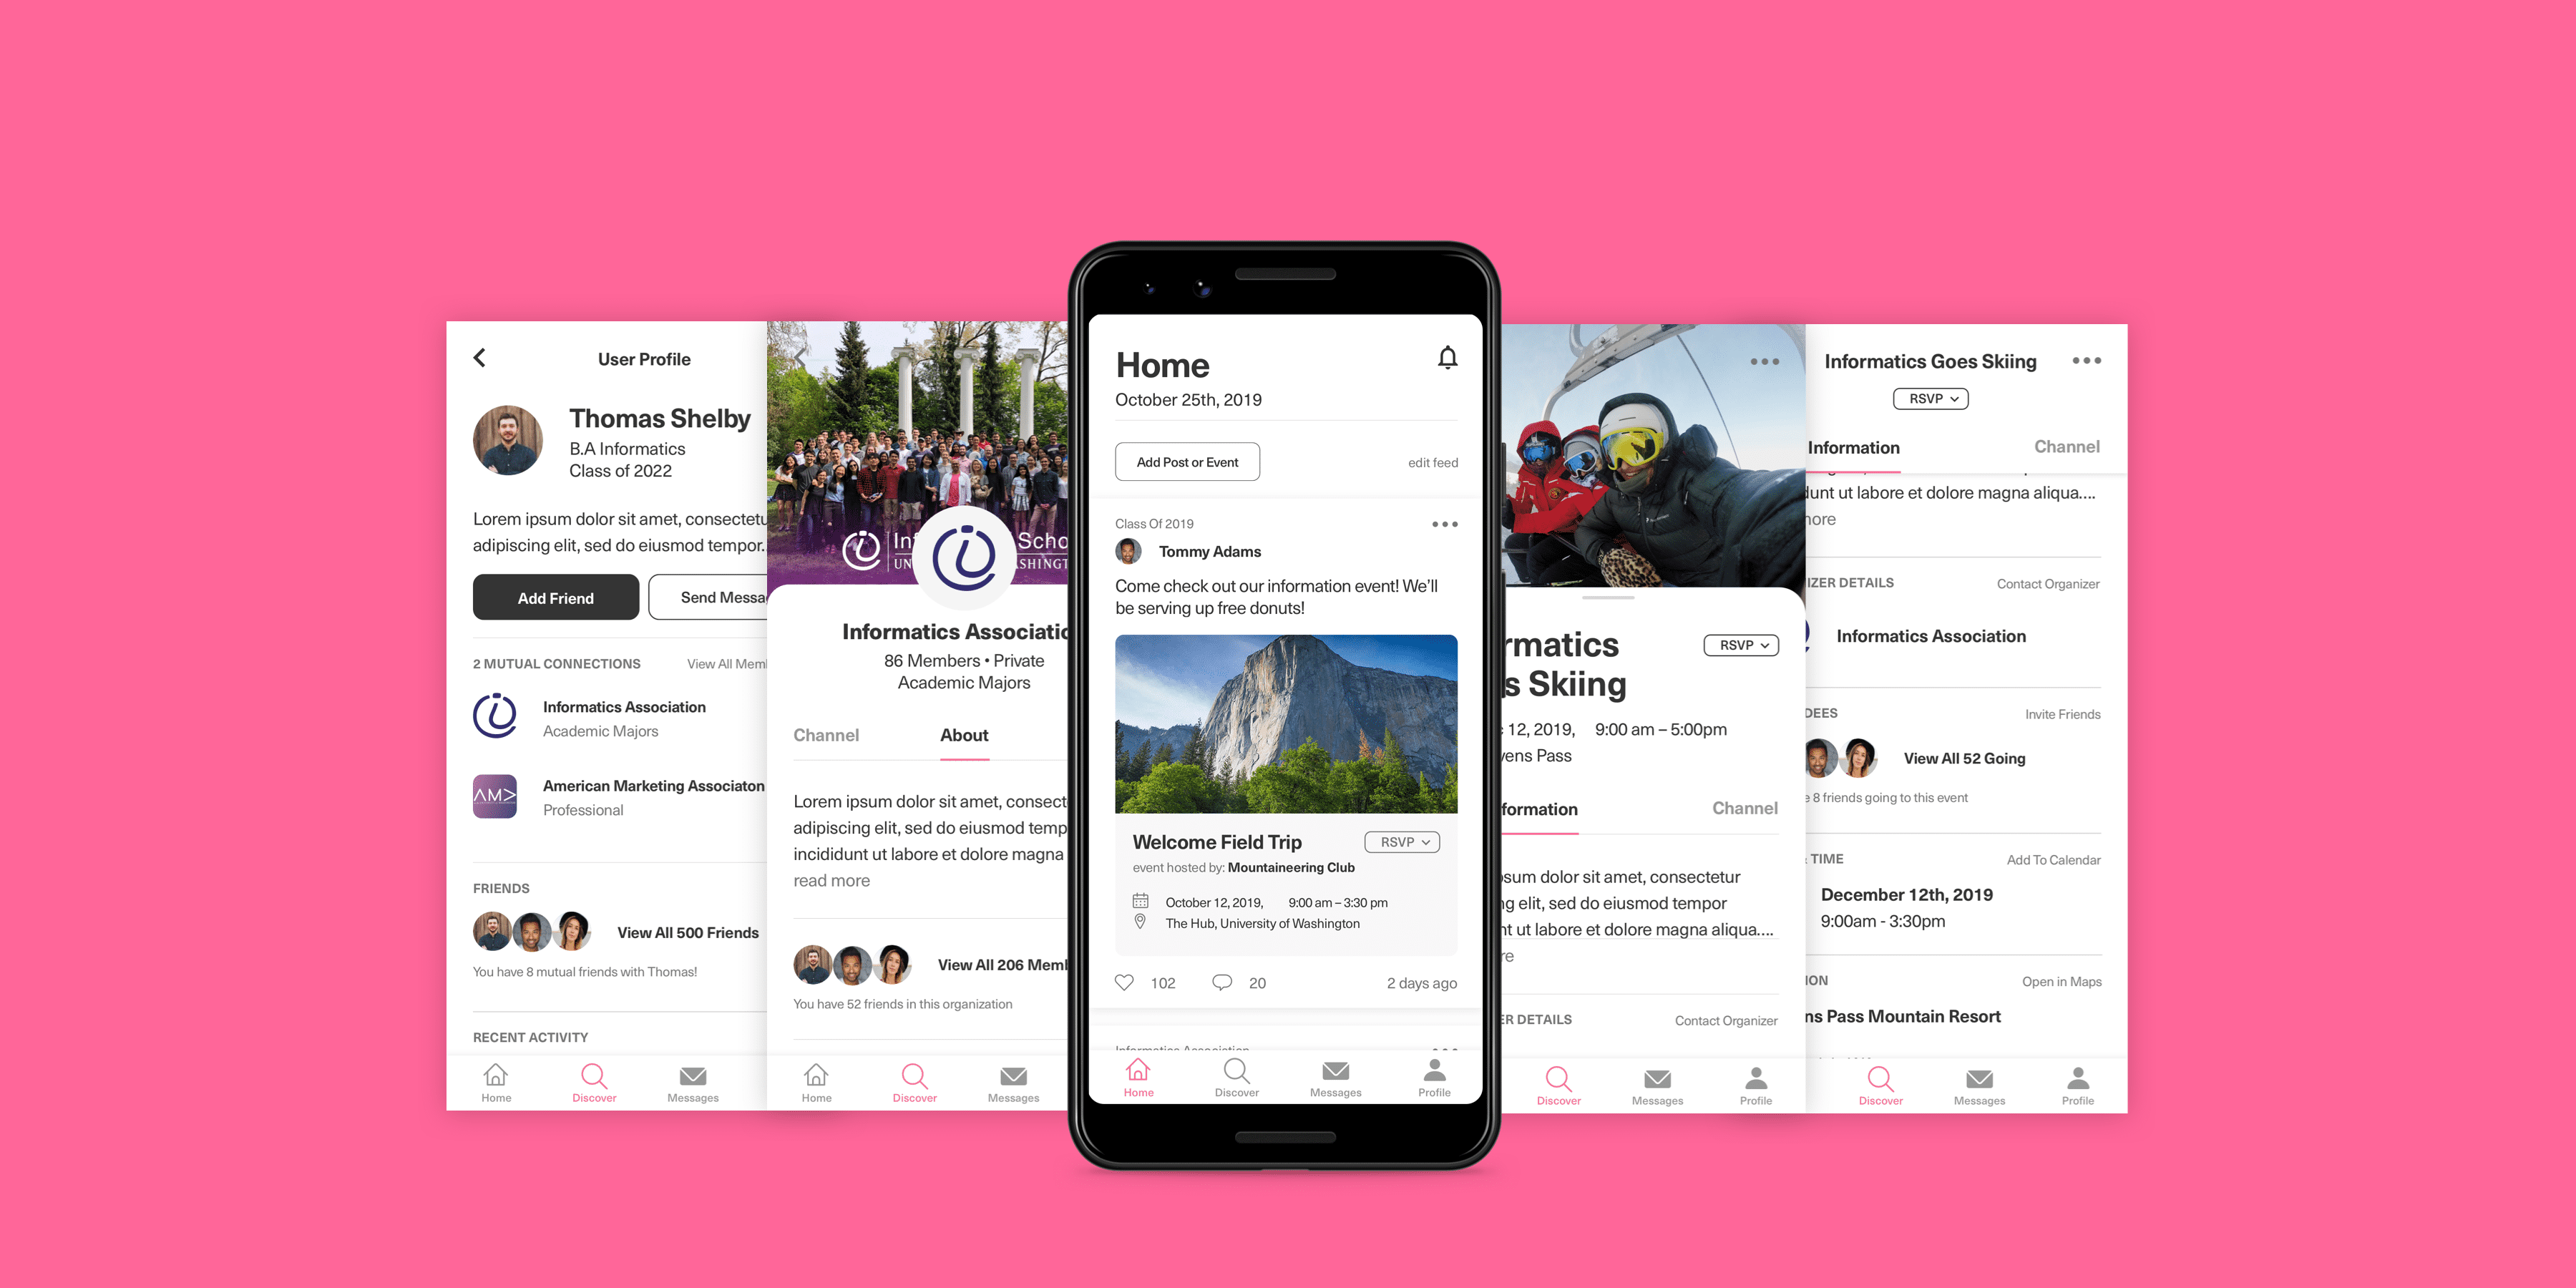 User Profile
Thomas Shelby
B.A Informatics
Class of 2022
Lorem ipsum dolor sit amet, consectetu
adipiscing elit, sed do eiusmod tempor..
Add Friend
Send Messa
2 MUTUAL CONNECTIONS
View All Mem
Informatics Association
Academic Majors
AMA
American Marketing Associaton
Professional
FRIENDS
View All 500 Friends
You have 8 mutual friends with Thomas!
RECENT ACTIVITY
Home
Discover
Messages
Inf
Scho
UN
ASHINGT
Informatics Associatio
86 Members • Private
Academic Majors
Channel
About
Lorem ipsum dolor sit amet, consect
adipiscing elit, sed do eiusmod temp
incididunt ut labore et dolore magna
read more
View All 206 Mem
You have 52 friends in this organization
Home
Discover
Messages
Home
October 25th, 2019
Add Post or Event
edit feed
Class Of 2019
Tommy Adams
Come check out our information event! We'll
be serving up free donuts!
Welcome Field Trip
RSVP
event hosted by: Mountaineering Club
October 12, 2019, 9:00 am – 3:30 pm
The Hub, University of Washington
102
20
2 days ago
Informatics Association
Home
Discover
Messages
Profile
rmatics
s Skiing
RSVP
12, 2019, 9:00 am – 5:00pm
vens Pass
formation
Channel
sum dolor sit amet, consectetur
ng elit, sed do eiusmod tempor
nt ut labore et dolore magna aliqua....
re
ER DETAILS
Contact Organizer
Discover
Messages
Profile
Informatics Goes Skiing
RSVP
Information
Channel
dunt ut labore et dolore magna aliqua....
more
IZER DETAILS
Contact Organizer
Informatics Association
DEES
Invite Friends
View All 52 Going
e 8 friends going to this event
TIME
Add To Calendar
December 12th, 2019
9:00am - 3:30pm
ION
Open in Maps
ns Pass Mountain Resort
Discover
Messages
Profile